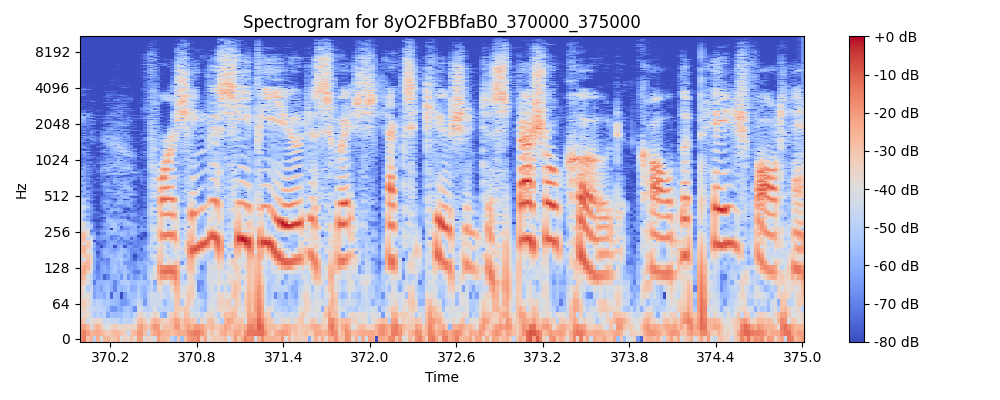 Spectrogram for 8yO2FBBfaB0_370000_375000
Hz
8192
4096
2048
1024
512
256
128
64
0
370.2 370.8 371.4 372.0 372.6 373.2 373.8 374.4 375.0
Time
+0 dB
-10 dB
-20 dB
-30 dB
-40 dB
-50 dB
-60 dB
-70 dB
-80 dB